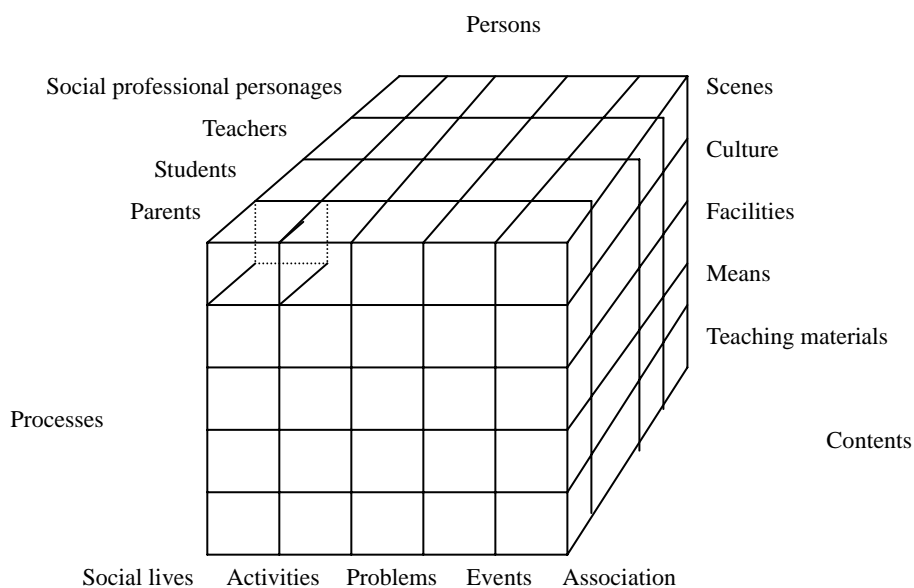 Persons
Social professional personages
Teachers
Students
Parents
Scenes
Culture
Facilities
Means
Teaching materials
Processes
Contents
Social lives Activities Problems Events Association